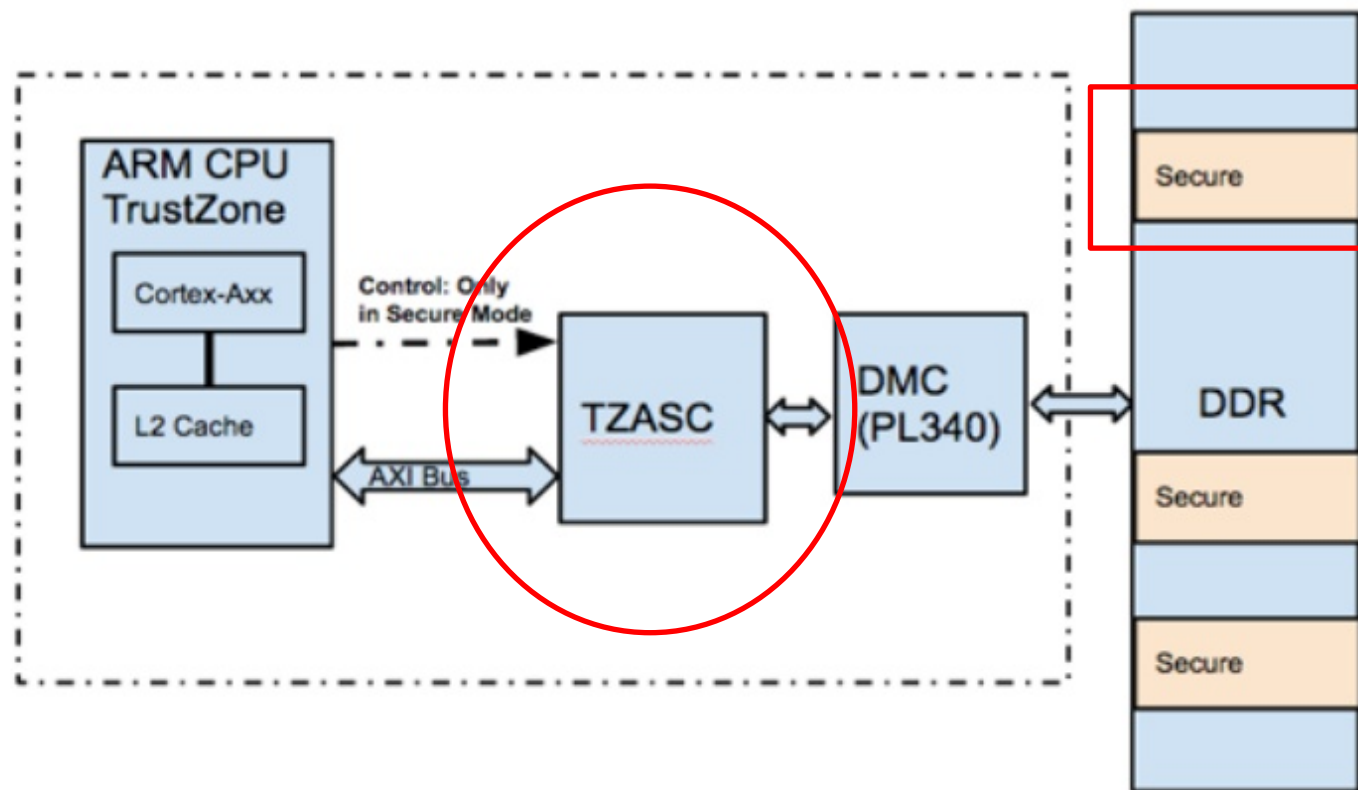 ARM CPU
TrustZone
Cortex-Axx
L2 Cache
Control: Only
in Secure Mode
AXI Bus
TZASC
DMC
(PL340)
Secure
DDR
Secure
Secure